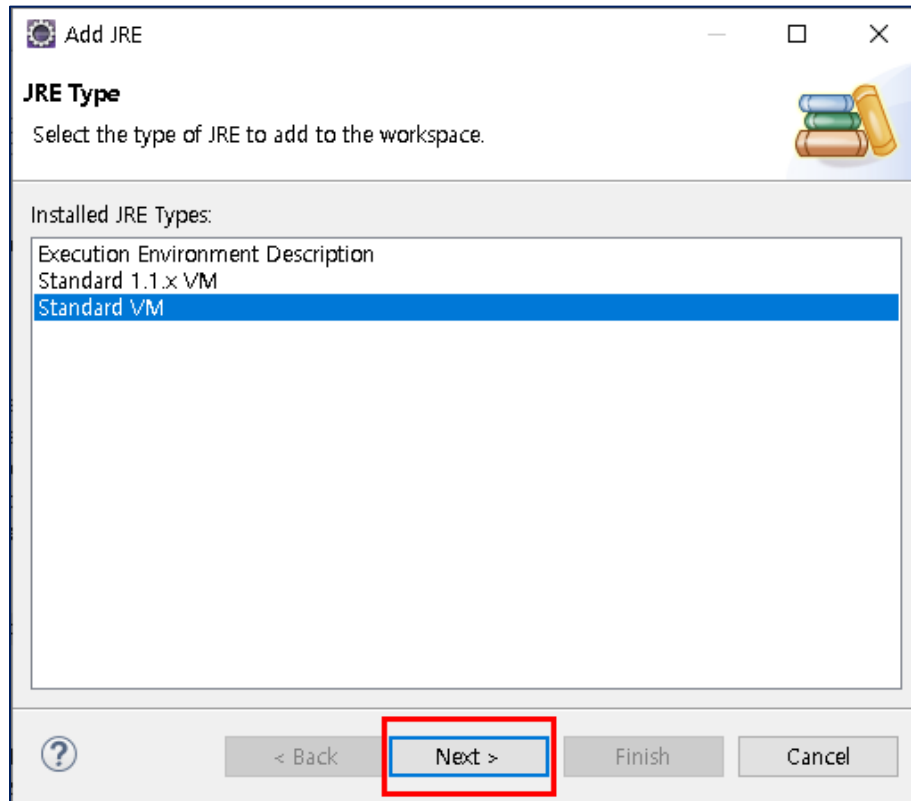 Add JRE
JRE Type
Select the type of JRE to add to the workspace.
Installed JRE Types:
Execution Environment Description
Standard 1.1.x VM
Standard VM
? < Back Next > Finish Cancel